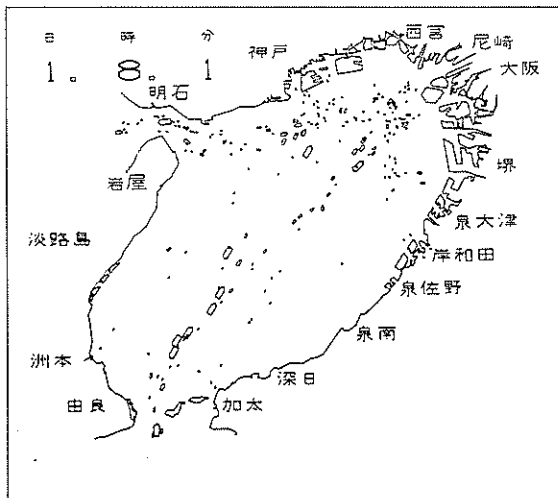 日 時 分
1. 8. 1
西宮
神戸
尼崎
大阪
明石
堺
岩屋
泉大津
淡路島
岸和田
泉佐野
泉南
洲本
深日
由良
加太